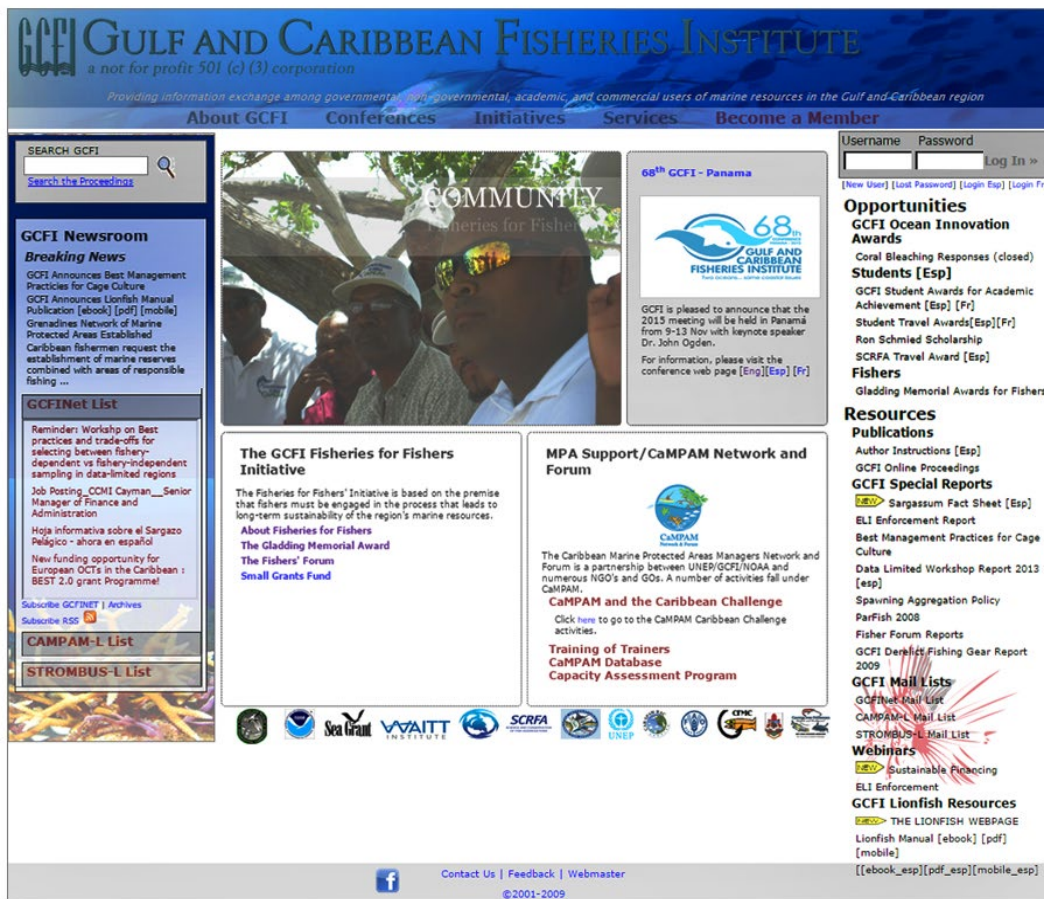 GCFI GULF AND CARIBBEAN FISHERIES INSTITUTE
a not for profit 501 (c) (3) corporation
Providing information exchange among governmental, non-governmental, academic, and commercial users of marine resources in the Gulf and Caribbean region
About GCFI Conferences Initiatives Services Become a Member
SEARCH GCFI
Search the Proceedings
GCFI Newsroom
Breaking News
GCFI Announces Best Management
Practicies for Cage Culture
GCFI Announces Lionfish Manual
Publication [ebook] [pdf] [mobile]
Grenadines Network of Marine
Protected Areas Established
Caribbean fishermen request the
establishment of marine reserves
combined with areas of responsible
fishing ...
GCFINet List
Reminder: Workshp on Best
practices and trade-offs for
selecting between fishery-
dependent vs fishery-independent
sampling in data-limited regions
Job Posting_CCMI Cayman__Senior
Manager of Finance and
Administration
Hoja informativa sobre el Sargazo
Pelágico - ahora en español
New funding opportunity for
European OCTs in the Caribbean :
BEST 2.0 grant Programme!
Subscribe GCFINET | Archives
Subscribe RSS
CAMPAM-L List
STROMBUS-L List
COMMUNITY
Fisheries for Fishers
68th GCFI - Panama
68th
CONFERENCE
GULF AND
CARIBBEAN
FISHERIES INSTITUTE
Two oceans... some coastal issues
GCFI is pleased to announce that the
2015 meeting will be held in Panamá
from 9-13 Nov with keynote speaker
Dr. John Ogden.
For information, please visit the
conference web page [Eng][Esp] [Fr]
The GCFI Fisheries for Fishers
Initiative
The Fisheries for Fishers' Initiative is based on the premise
that fishers must be engaged in the process that leads to
long-term sustainability of the region's marine resources.
About Fisheries for Fishers
The Gladding Memorial Award
The Fishers' Forum
Small Grants Fund
MPA Support/CaMPAM Network and
Forum
CaMPAM
Network & Forum
The Caribbean Marine Protected Areas Managers Network and
Forum is a partnership between UNEP/GCFI/NOAA and
numerous NGO's and GOs. A number of activities fall under
CaMPAM.
CaMPAM and the Caribbean Challenge
Click here to go to the CaMPAM Caribbean Challenge
activities.
Training of Trainers
CaMPAM Database
Capacity Assessment Program
Sea Grant WAITT INSTITUTE SCRFA UNEP CFMC
Username Password
Log In »
[New User] [Lost Password] [Login Esp] [Login Fr
Opportunities
GCFI Ocean Innovation
Awards
Coral Bleaching Responses (closed)
Students [Esp]
GCFI Student Awards for Academic
Achievement [Esp] [Fr]
Student Travel Awards[Esp][Fr]
Ron Schmied Scholarship
SCRFA Travel Award [Esp]
Fishers
Gladding Memorial Awards for Fishers
Resources
Publications
Author Instructions [Esp]
GCFI Online Proceedings
GCFI Special Reports
NEW Sargassum Fact Sheet [Esp]
ELI Enforcement Report
Best Management Practices for Cage
Culture
Data Limited Workshop Report 2013
[esp]
Spawning Aggregation Policy
ParFish 2008
Fisher Forum Reports
GCFI Derelict Fishing Gear Report
2009
GCFI Mail Lists
GCFINet Mail List
CAMPAM-L Mail List
STROMBUS-L Mail List
Webinars
NEW Sustainable Financing
ELI Enforcement
GCFI Lionfish Resources
NEW THE LIONFISH WEBPAGE
Lionfish Manual [ebook] [pdf]
[mobile]
[[ebook_esp][pdf_esp][mobile_esp]
Contact Us | Feedback | Webmaster
©2001-2009